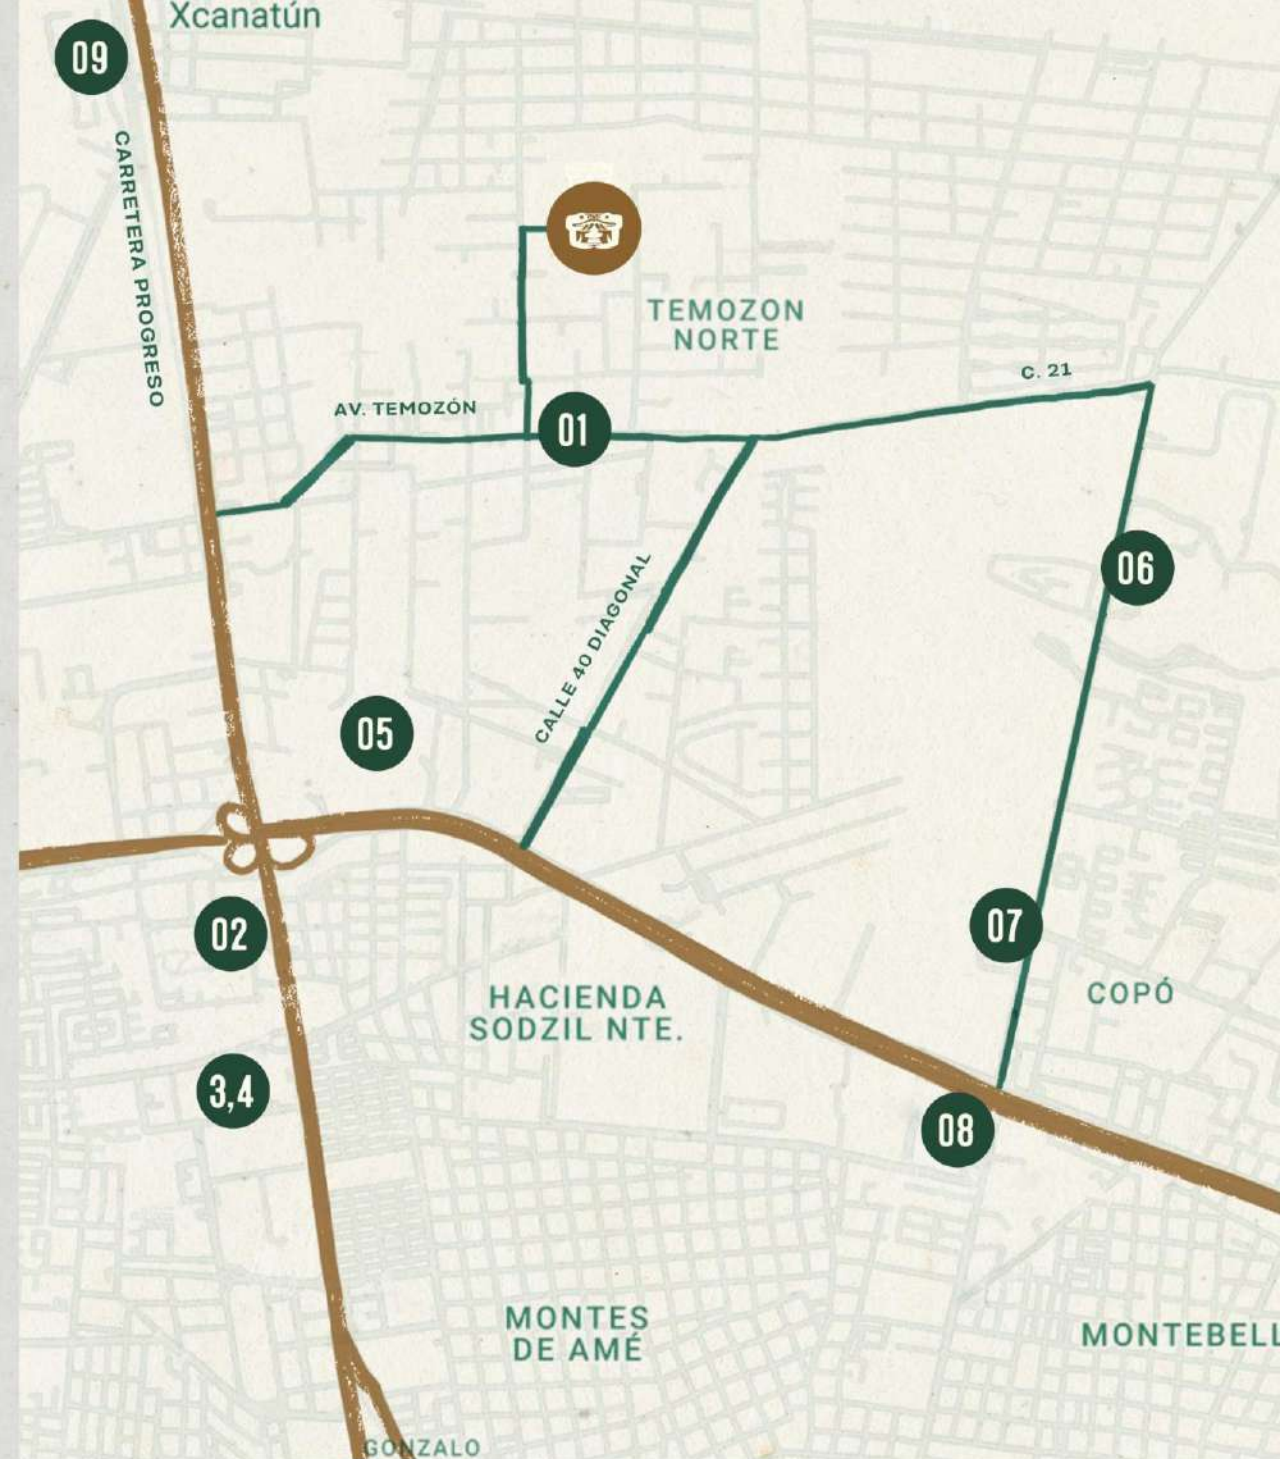 Xcanatún
09
CARRETERA PROGRESO
TEMOZON
NORTE
C. 21
AV. TEMOZÓN
01
06
CALLE 40 DIAGONAL
05
02
07
HACIENDA
SODZIL NTE.
COPÓ
3,4
08
MONTES
DE AMÉ
MONTEBELL
GONZALO